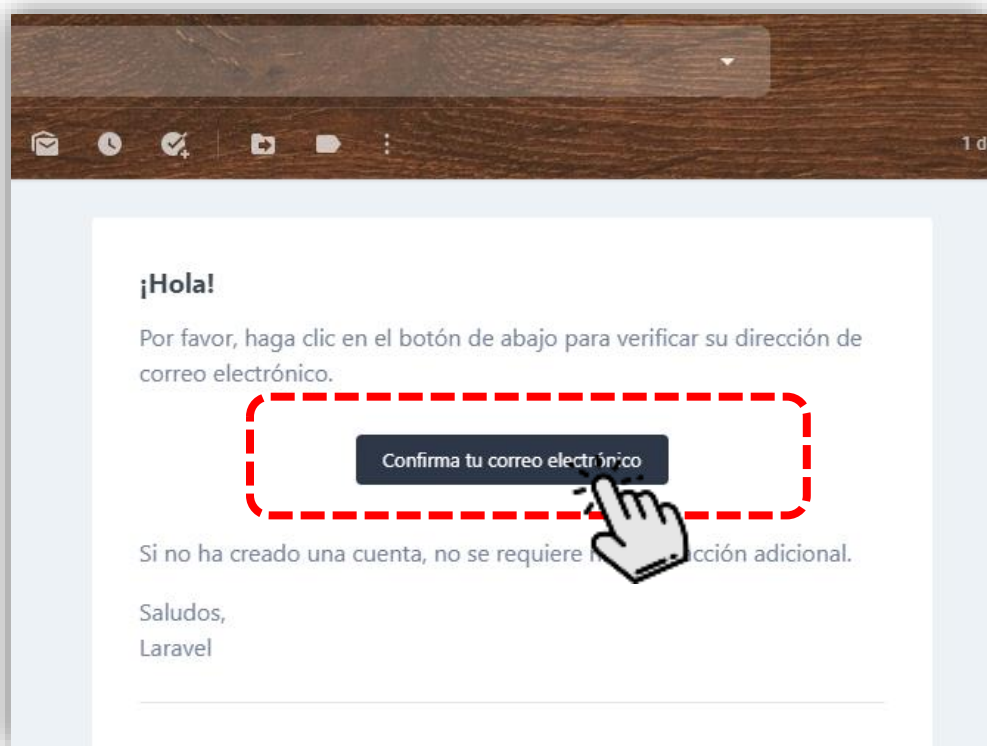 1 d
¡Hola!
Por favor, haga clic en el botón de abajo para verificar su dirección de
correo electrónico.
Confirma tu correo electrónico
Si no ha creado una cuenta, no se requiere acción adicional.
Saludos,
Laravel